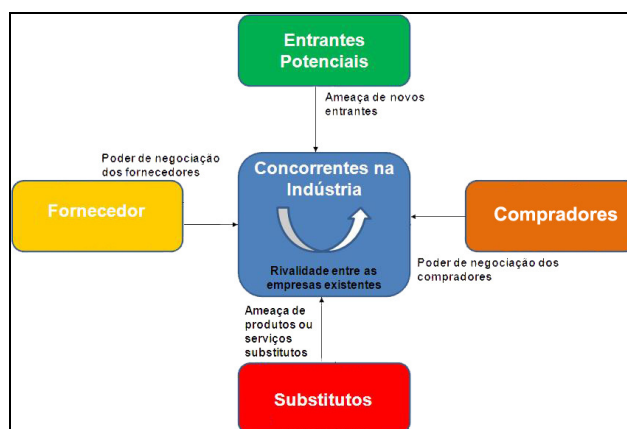 Entrantes
Potenciais
Ameaça de novos
entrantes
Poder de negociação
dos fornecedores
Fornecedor
Concorrentes na
Indústria
Rivalidade entre as
empresas existentes
Compradores
Poder de negociação dos
compradores
Ameaça de
produtos ou
serviços
substitutos
Substitutos